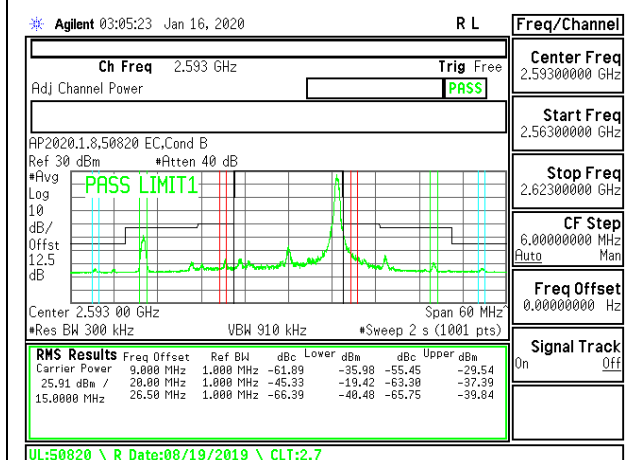 Agilent 03:05:23 Jan 16, 2020 R L
Freq/Channel
Ch Freq 2.593 GHz Trig Free
Adj Channel Power PASS
AP2020.1.8,50820 EC,Cond B
Ref 30 dBm #Atten 40 dB
#Avg
Log
10
dB/
Offst
12.5
dB
PASS LIMIT1
Center 2.593 00 GHz Span 60 MHz^
#Res BW 300 kHz VBW 910 kHz #Sweep 2 s (1001 pts)
RMS Results Freq Offset Ref BW dBc Lower dBm dBc Upper dBm
Carrier Power 9.000 MHz 1.000 MHz -61.89 -35.98 -55.45 -29.54
25.91 dBm / 20.00 MHz 1.000 MHz -45.33 -19.42 -63.30 -37.39
15.0000 MHz 26.50 MHz 1.000 MHz -66.39 -40.48 -65.75 -39.84
UL:50820 \ R Date:08/19/2019 \ CLT:2.7
Center Freq
2.59300000 GHz
Start Freq
2.56300000 GHz
Stop Freq
2.62300000 GHz
CF Step
6.00000000 MHz
Auto Man
Freq Offset
0.00000000 Hz
Signal Track
On Off